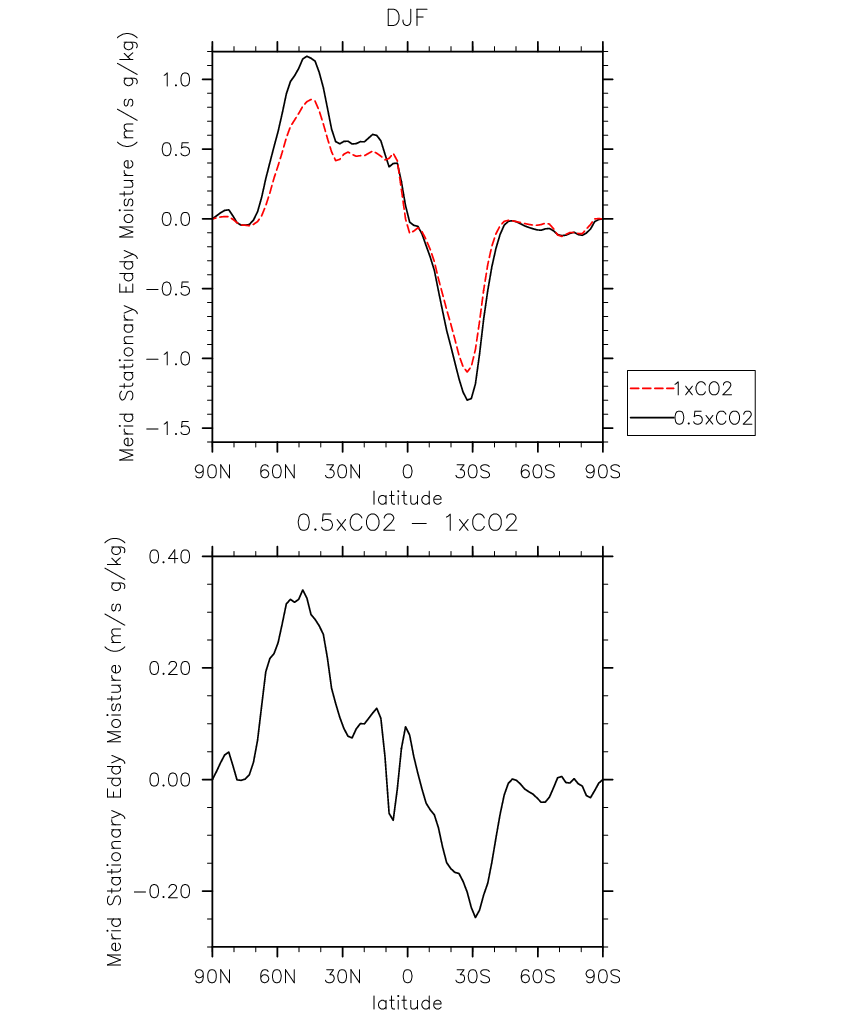 DJF
Merid Stationary Eddy Moisture (m/s g/kg)
1.0
0.5
0.0
−0.5
−1.0
−1.5
90N 60N 30N 0 30S 60S 90S
latitude
1xCO2
0.5xCO2
0.5xCO2 − 1xCO2
Merid Stationary Eddy Moisture (m/s g/kg)
0.40
0.20
0.00
−0.20
90N 60N 30N 0 30S 60S 90S
latitude